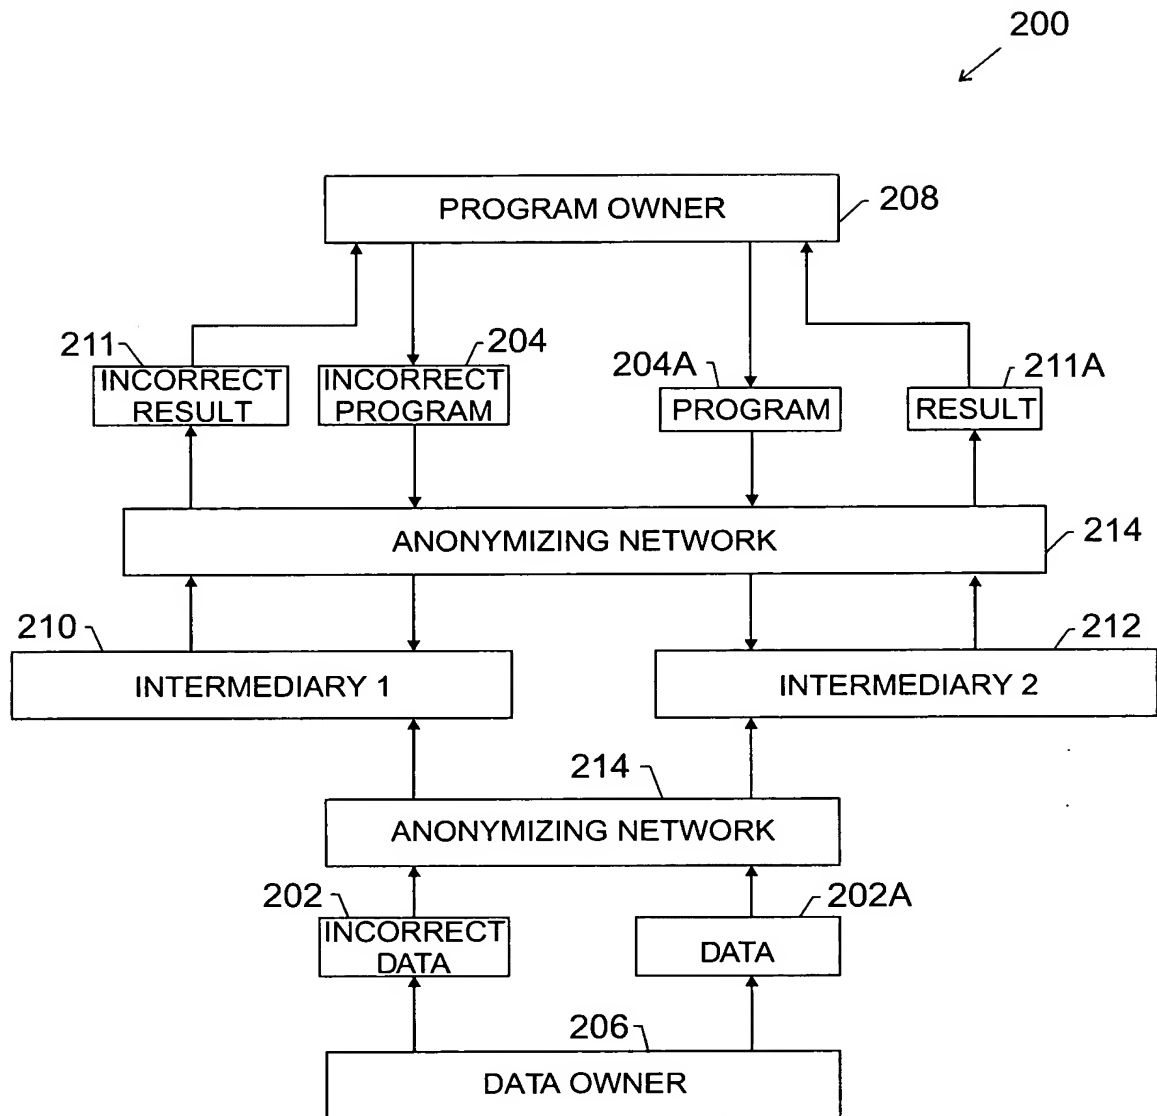 200
PROGRAM OWNER
208
211
204
204A
211A
INCORRECT
RESULT
INCORRECT
PROGRAM
PROGRAM
RESULT
ANONYMIZING NETWORK
214
210
212
INTERMEDIARY 1
INTERMEDIARY 2
214
ANONYMIZING NETWORK
202
202A
INCORRECT
DATA
DATA
206
DATA OWNER